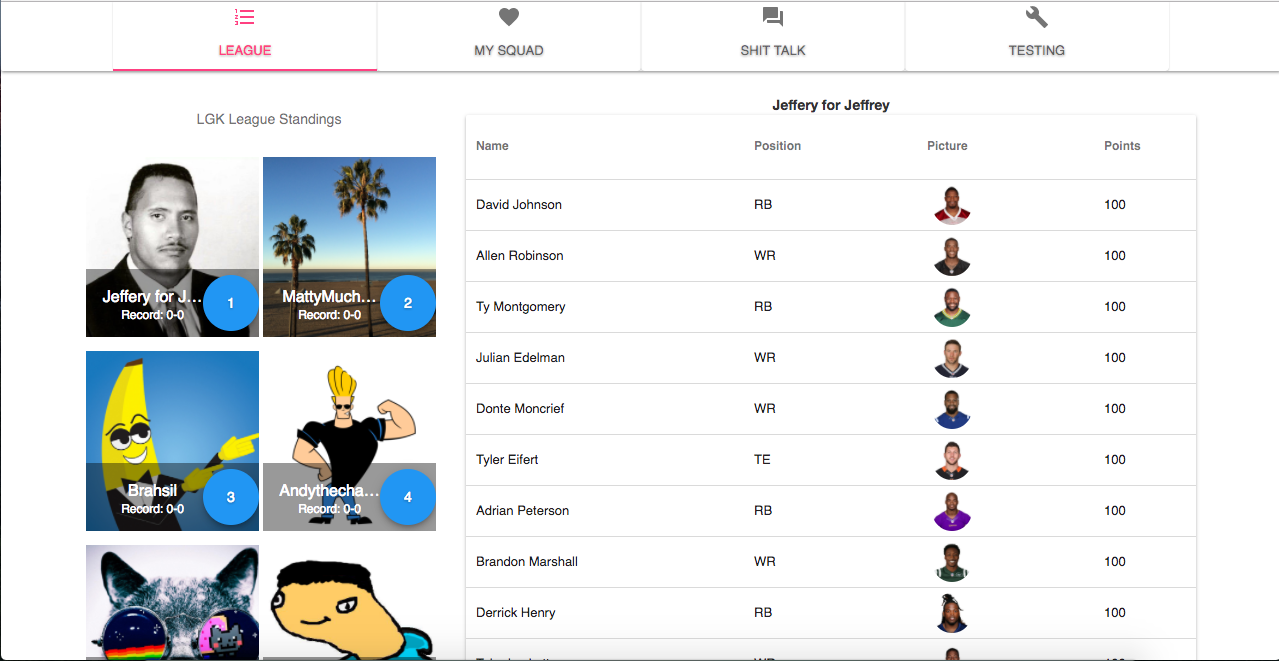 LEAGUE
MY SQUAD
SHIT TALK
TESTING
LGK League Standings
Jeffery for J...
Record: 0-0
1
MattyMuch...
Record: 0-0
2
Brahsil
Record: 0-0
3
Andythecha...
Record: 0-0
4
Jeffery for Jeffrey
Name Position Picture Points
David Johnson RB 100
Allen Robinson WR 100
Ty Montgomery RB 100
Julian Edelman WR 100
Donte Moncrief WR 100
Tyler Eifert TE 100
Adrian Peterson RB 100
Brandon Marshall WR 100
Derrick Henry RB 100